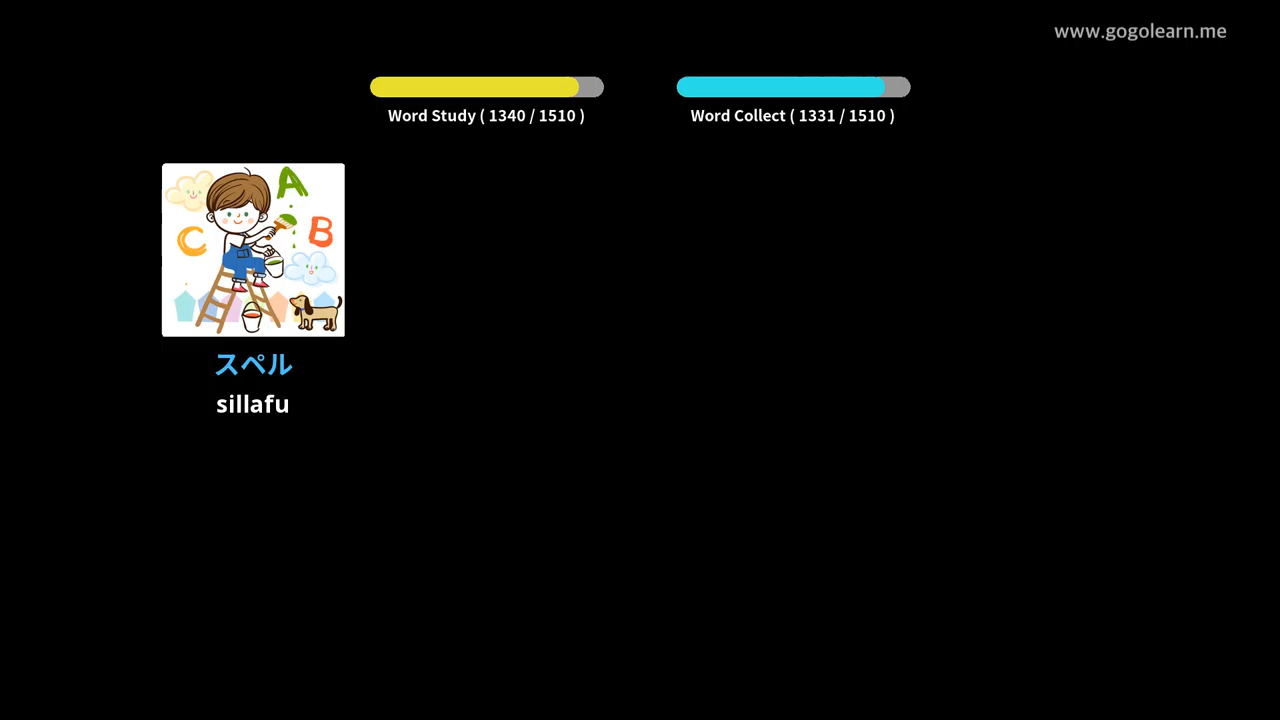 www.gogolearn.me
Word Study ( 1340 / 1510 )
Word Collect ( 1331 / 1510 )
A
B
C
スペル
sillafu